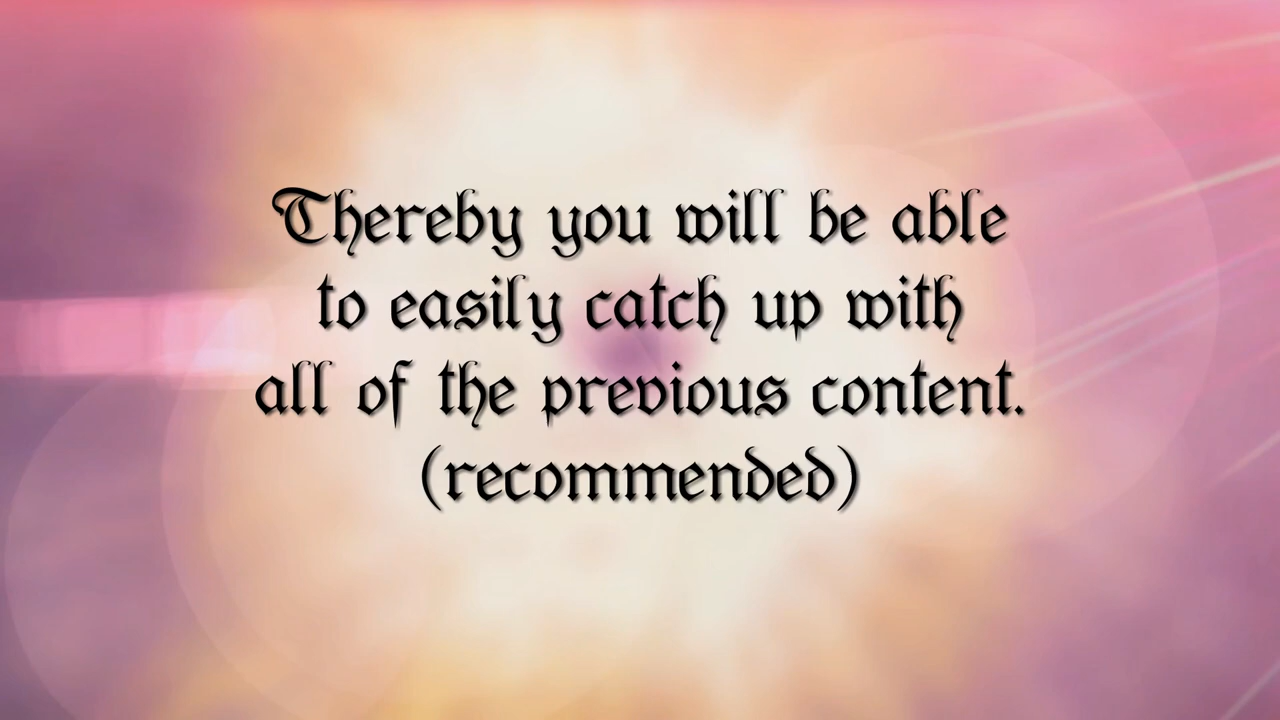 Thereby you will be able
to easily catch up with
all of the previous content.
(recommended)